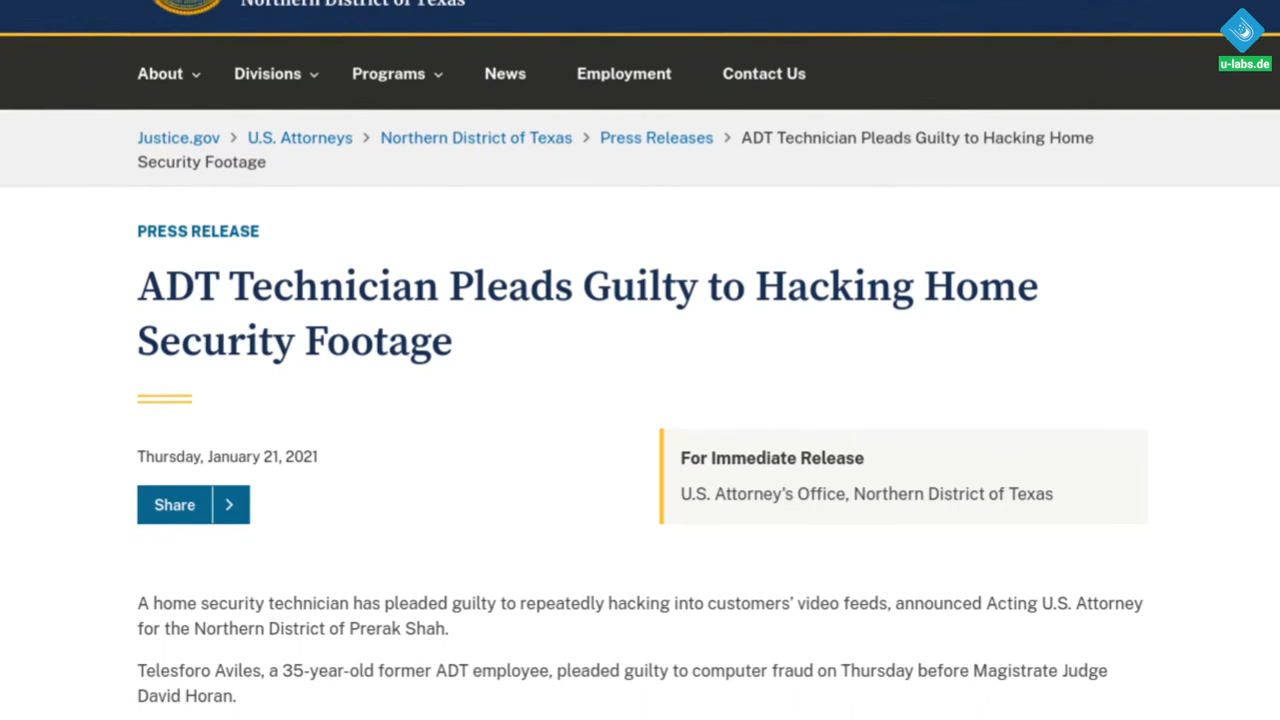 Northern District of Texas
u-labs.de
About
Divisions
Programs
News
Employment
Contact Us
Justice.gov > U.S. Attorneys > Northern District of Texas > Press Releases > ADT Technician Pleads Guilty to Hacking Home
Security Footage
PRESS RELEASE
ADT Technician Pleads Guilty to Hacking Home
Security Footage
Thursday, January 21, 2021
Share >
For Immediate Release
U.S. Attorney's Office, Northern District of Texas
A home security technician has pleaded guilty to repeatedly hacking into customers’ video feeds, announced Acting U.S. Attorney
for the Northern District of Prerak Shah.
Telesforo Aviles, a 35-year-old former ADT employee, pleaded guilty to computer fraud on Thursday before Magistrate Judge
David Horan.